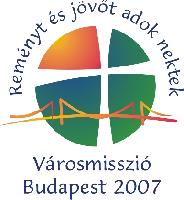 Reményt és jövőt adok nektek
Városmisszió
Budapest 2007